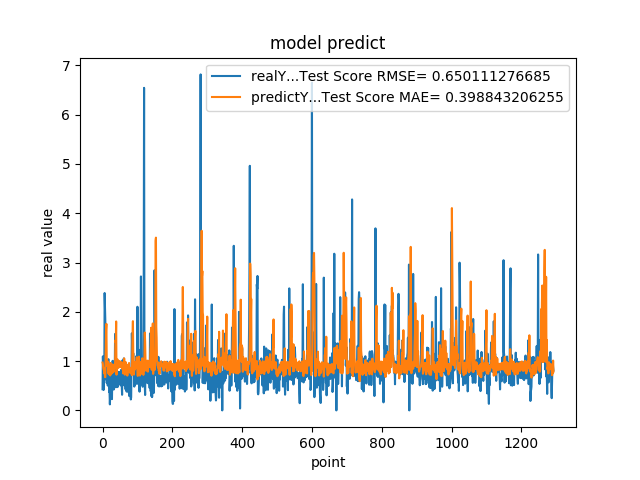 model predict
realY...Test Score RMSE= 0.650111276685
predictY...Test Score MAE= 0.398843206255
real value
7
6
5
4
3
2
1
0
0 200 400 600 800 1000 1200
point